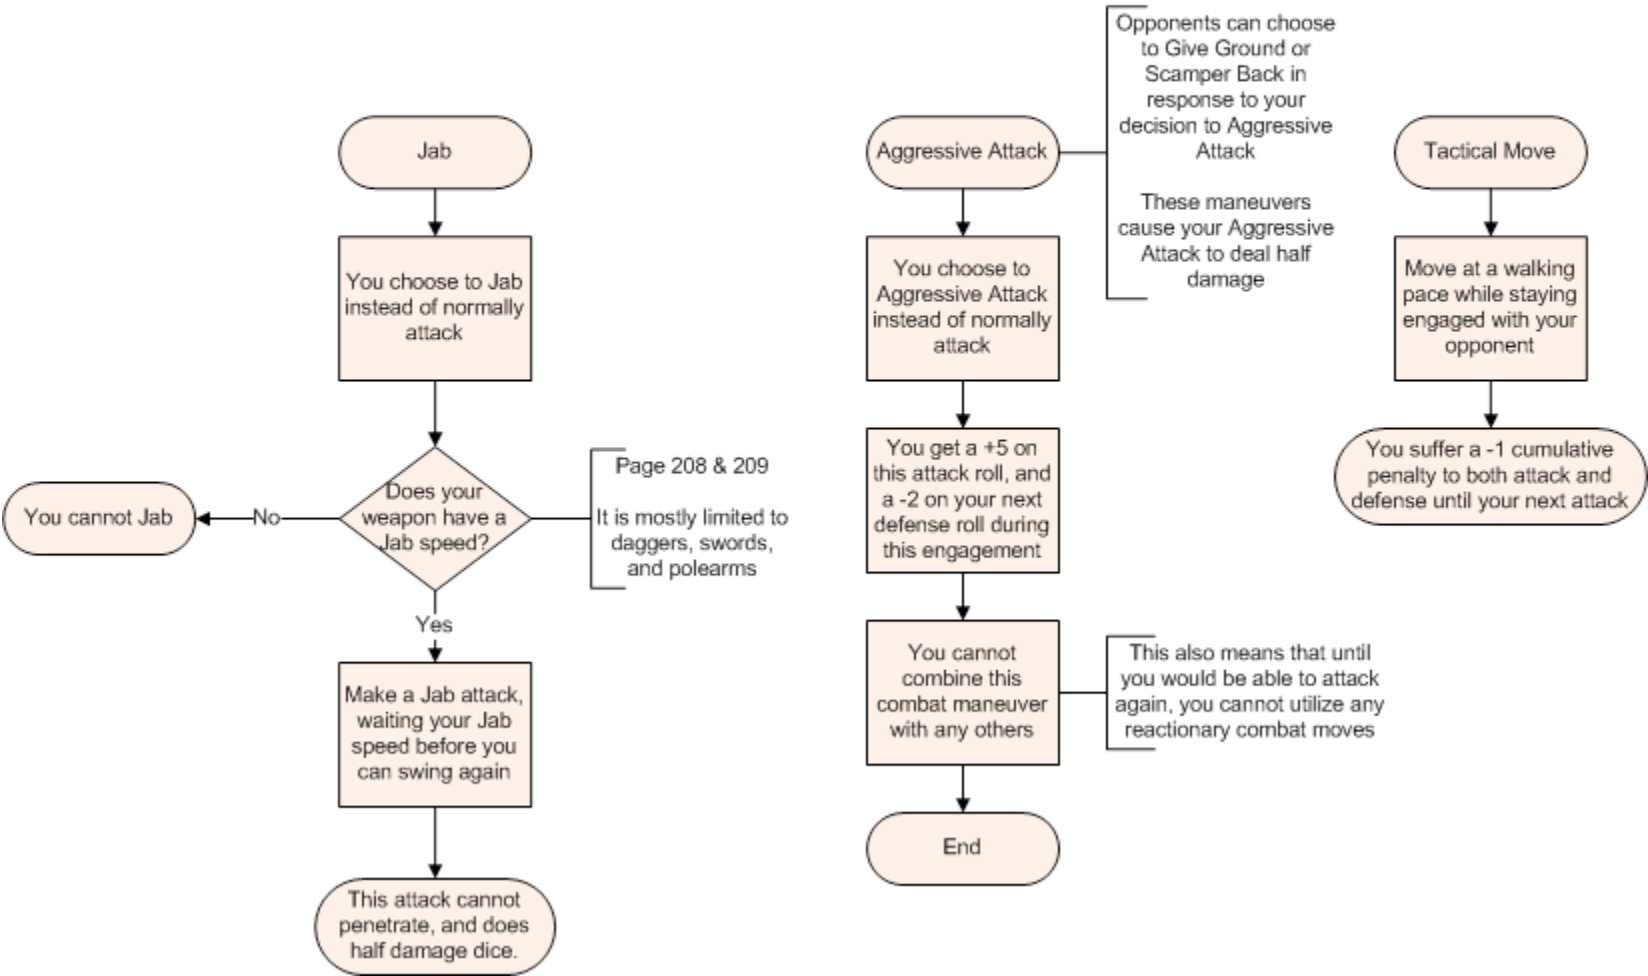 Jab
You choose to Jab
instead of normally
attack
Does your
weapon have a
Jab speed?
No
You cannot Jab
Page 208 & 209
It is mostly limited to
daggers, swords,
and polearms
Yes
Make a Jab attack,
waiting your Jab
speed before you
can swing again
This attack cannot
penetrate, and does
half damage dice.
Aggressive Attack
Opponents can choose
to Give Ground or
Scamper Back in
response to your
decision to Aggressive
Attack
These maneuvers
cause your Aggressive
Attack to deal half
damage
You choose to
Aggressive Attack
instead of normally
attack
You get a +5 on
this attack roll, and
a -2 on your next
defense roll during
this engagement
You cannot
combine this
combat maneuver
with any others
This also means that until
you would be able to attack
again, you cannot utilize any
reactionary combat moves
End
Tactical Move
Move at a walking
pace while staying
engaged with your
opponent
You suffer a -1 cumulative
penalty to both attack and
defense until your next attack